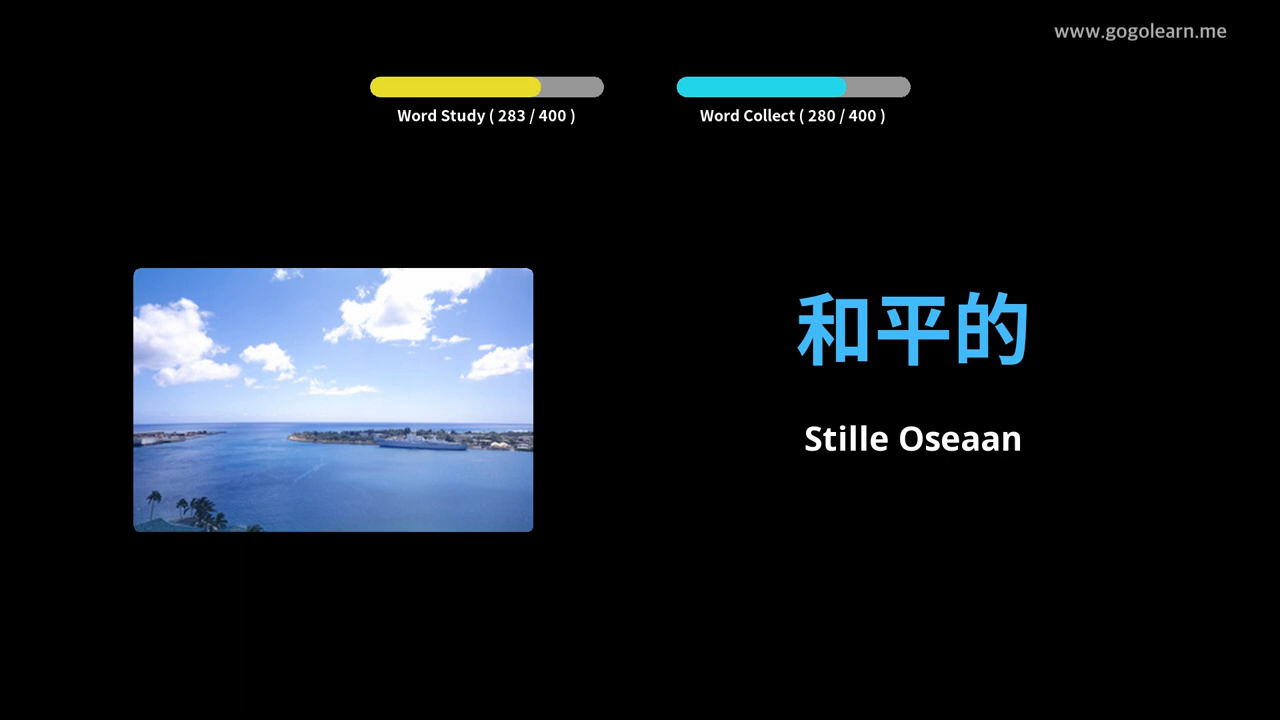 www.gogolearn.me
Word Study ( 283 / 400 )
Word Collect ( 280 / 400 )
和平的
Stille Oseaan